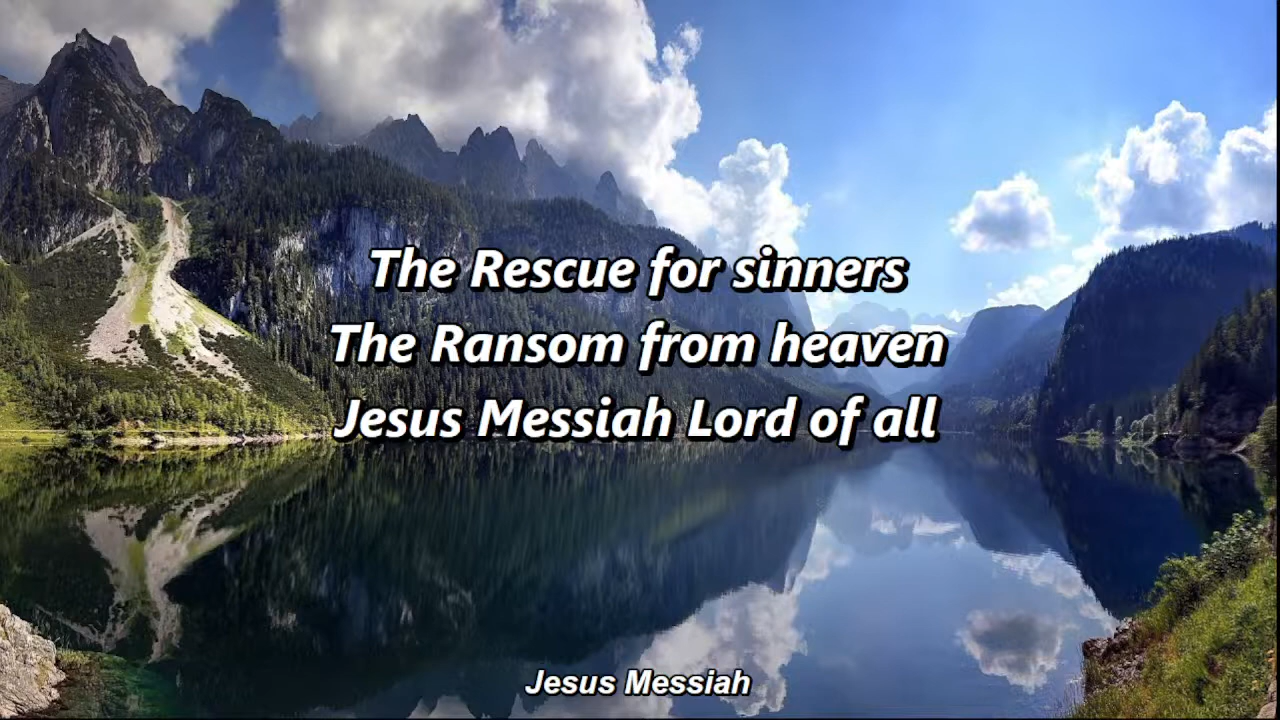 The Rescue for sinners
The Ransom from heaven
Jesus Messiah Lord of all
Jesus Messiah